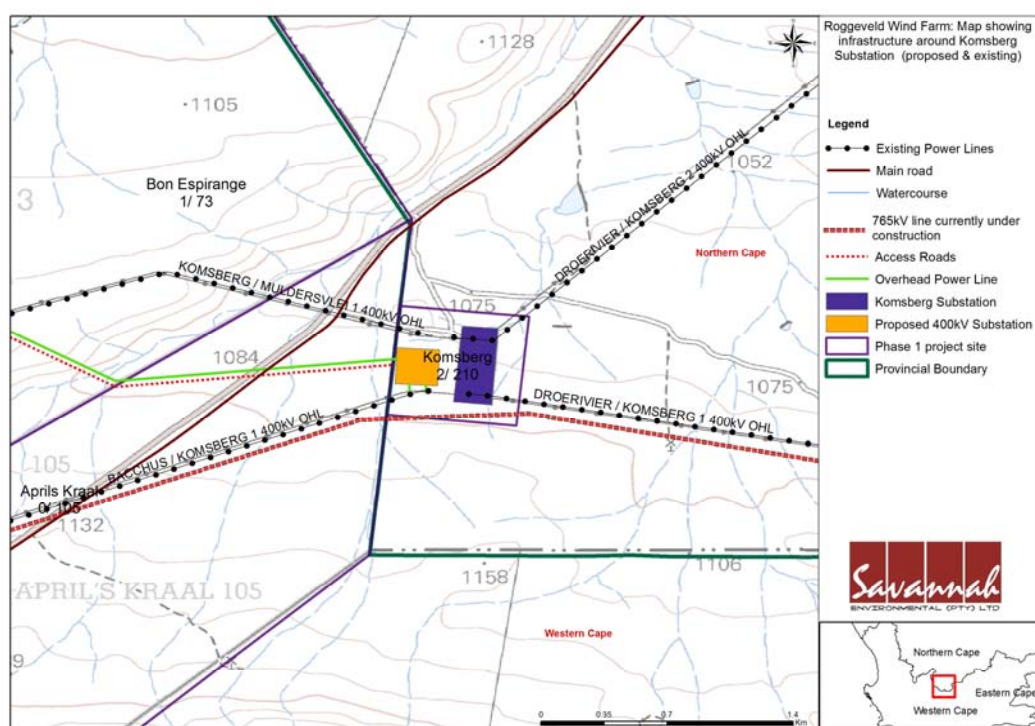 Roggeveld Wind Farm: Map showing
infrastructure around Komsberg
Substation (proposed & existing)
Legend
Existing Power Lines
Main road
Watercourse
765kV line currently under
construction
Access Roads
Overhead Power Line
Komsberg Substation
Proposed 400kV Substation
Phase 1 project site
Provincial Boundary
1128
1105
1052
Bon Espirange
1/ 73
3
DROERIVIER / KOMSBERG 2 400kV OHL
Northern Cape
KOMSBERG / MULDERSVLEI 1 400kV OHL
1075
1084
Komsberg
2/ 210
1075
DROERIVIER / KOMSBERG 1 400kV OHL
BACCHUS / KOMSBERG 1 400kV OHL
105
Aprils Kraal
0/ 105
1132
1158
1106
APRIL'S KRAAL 105
Western Cape
9
0 0.35 0.7 1.4
Km
Savannah
ENVIRONMENTAL (PTY) LTD
Northern Cape
Eastern Cape
Western Cape